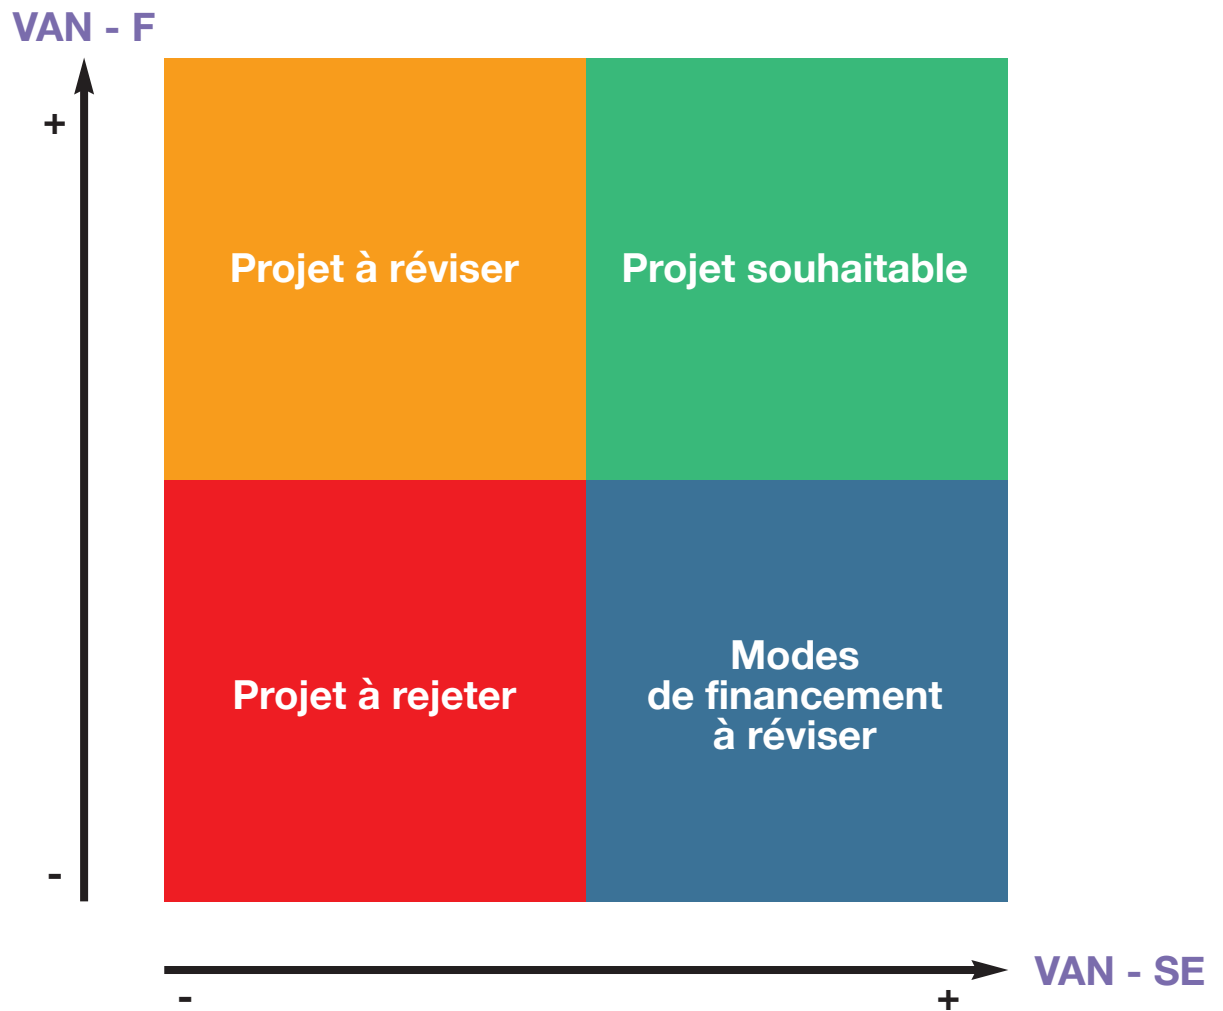 VAN - F
+
Projet à réviser
Projet souhaitable
Projet à rejeter
Modes
de financement
à réviser
-
VAN - SE
-
+